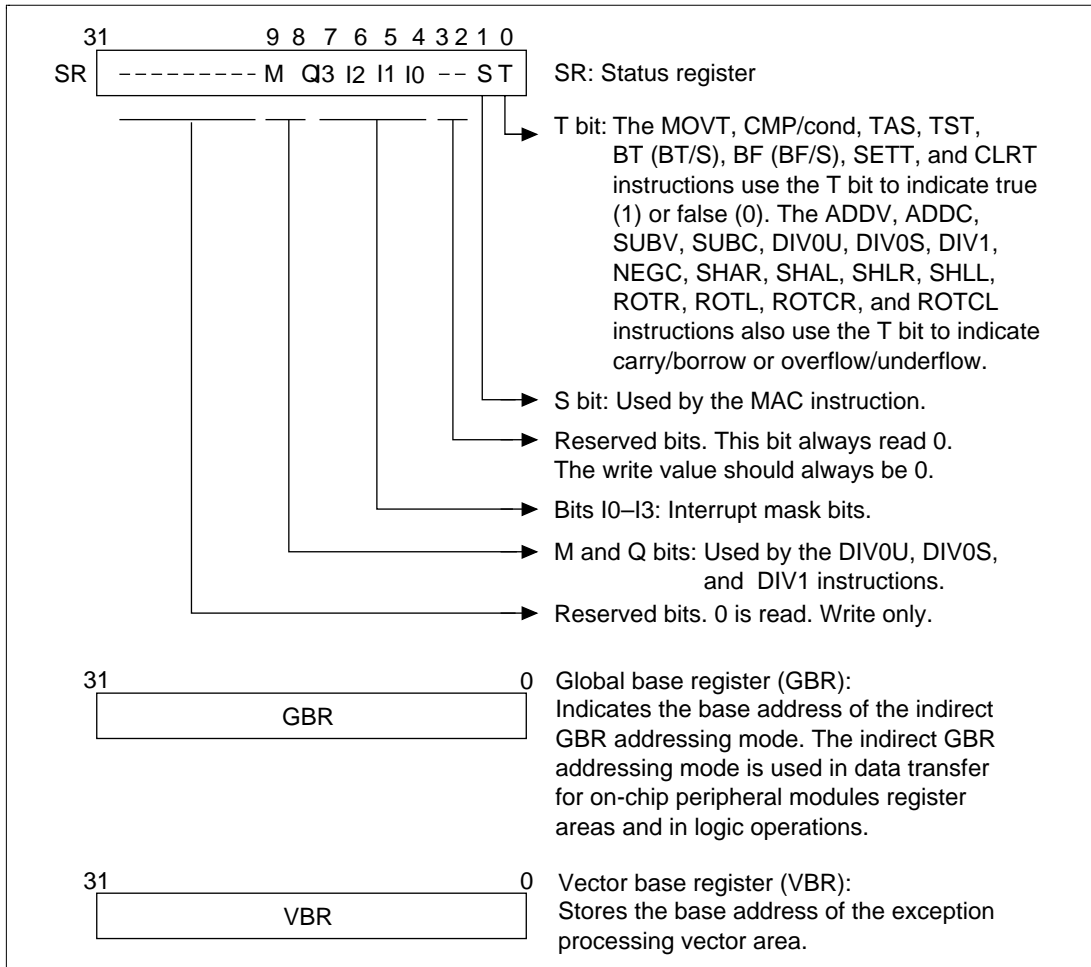 31 9 8 7 6 5 4 3 2 1 0
SR ---------- M Q I3 I2 I1 I0 -- S T SR: Status register
T bit: The MOVT, CMP/cond, TAS, TST,
BT (BT/S), BF (BF/S), SETT, and CLRT
instructions use the T bit to indicate true
(1) or false (0). The ADDV, ADDC,
SUBV, SUBC, DIV0U, DIV0S, DIV1,
NEGC, SHAR, SHAL, SHLR, SHLL,
ROTR, ROTL, ROTCR, and ROTCL
instructions also use the T bit to indicate
carry/borrow or overflow/underflow.
S bit: Used by the MAC instruction.
Reserved bits. This bit always read 0.
The write value should always be 0.
Bits I0–I3: Interrupt mask bits.
M and Q bits: Used by the DIV0U, DIV0S,
and DIV1 instructions.
Reserved bits. 0 is read. Write only.
31 0 Global base register (GBR):
GBR Indicates the base address of the indirect
GBR addressing mode. The indirect GBR
addressing mode is used in data transfer
for on-chip peripheral modules register
areas and in logic operations.
31 0 Vector base register (VBR):
VBR Stores the base address of the exception
processing vector area.